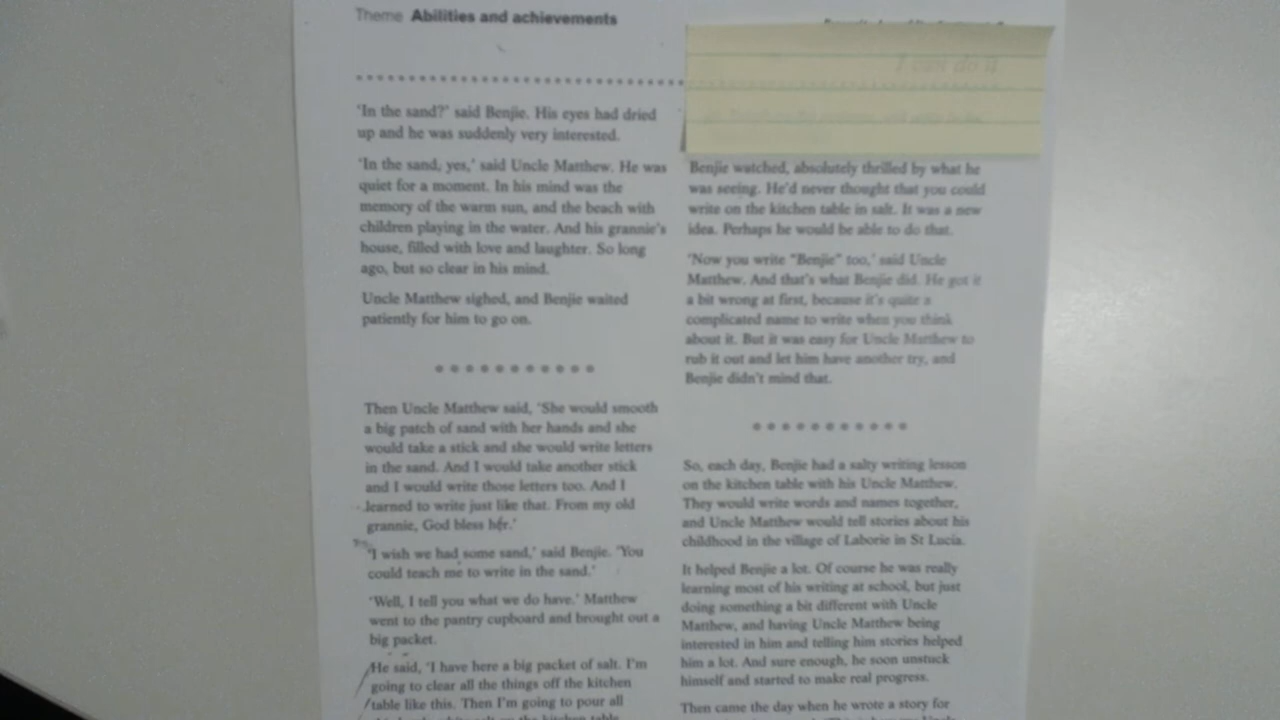 Theme Abilities and achievements
'In the sand?' said Benjie. His eyes had dried
up and he was suddenly very interested.
'In the sand, yes,' said Uncle Matthew. He was
quiet for a moment. In his mind was the
memory of the warm sun, and the beach with
children playing in the water. And his grannie's
house, filled with love and laughter. So long
ago, but so clear in his mind.
Uncle Matthew sighed, and Benjie waited
patiently for him to go on.
Then Uncle Matthew said, 'She would smooth
a big patch of sand with her hands and she
would take a stick and she would write letters
in the sand. And I would take another stick
and I would write those letters too. And I
learned to write just like that. From my old
grannie, God bless her.'
'I wish we had some sand,' said Benjie. 'You
could teach me to write in the sand.'
'Well, I tell you what we do have.' Matthew
went to the pantry cupboard and brought out a
big packet.
He said, 'I have here a big packet of salt. I'm
going to clear all the things off the kitchen
table like this. Then I'm going to pour all
I can do it
Benjie watched, absolutely thrilled by what he
was seeing. He'd never thought that you could
write on the kitchen table in salt. It was a new
idea. Perhaps he would be able to do that.
'Now you write "Benjie" too,' said Uncle
Matthew. And that's what Benjie did. He got it
a bit wrong at first, because it's quite a
complicated name to write when you think
about it. But it was easy for Uncle Matthew to
rub it out and let him have another try, and
Benjie didn't mind that.
So, each day, Benjie had a salty writing lesson
on the kitchen table with his Uncle Matthew.
They would write words and names together,
and Uncle Matthew would tell stories about his
childhood in the village of Laborie in St Lucia.
It helped Benjie a lot. Of course he was really
learning most of his writing at school, but just
doing something a bit different with Uncle
Matthew, and having Uncle Matthew being
interested in him and telling him stories helped
him a lot. And sure enough, he soon unstuck
himself and started to make real progress.
Then came the day when he wrote a story for